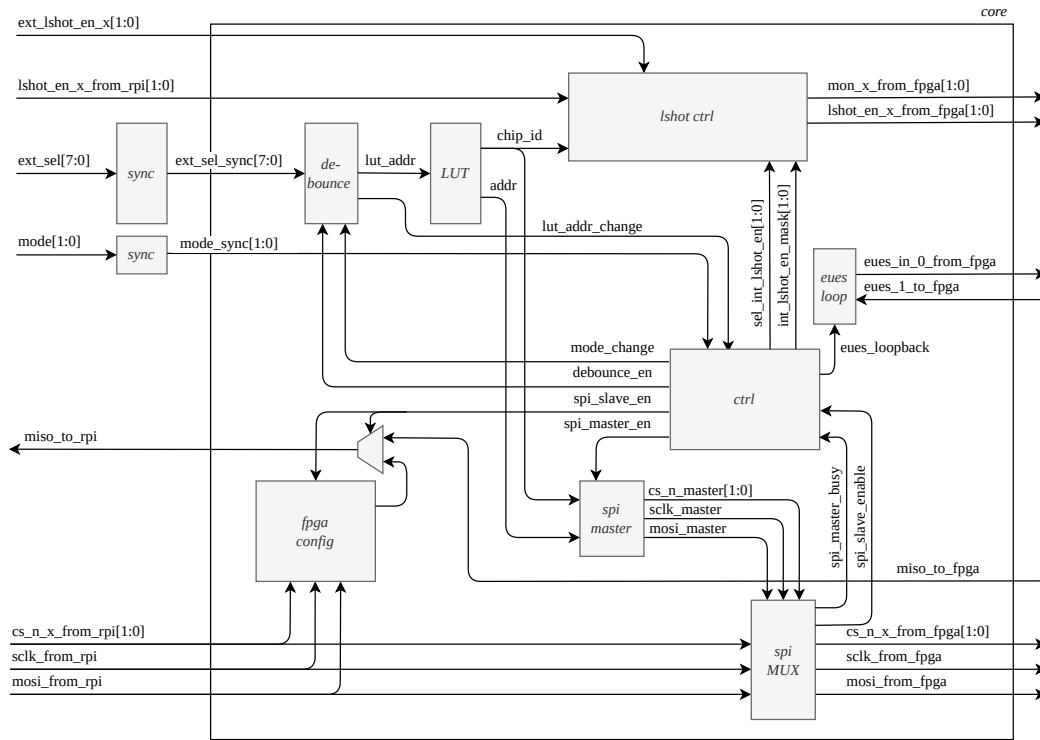 core
ext_lshot_en_x[1:0]
lshot_en_x_from_rpi[1:0]
mon_x_from_fpga[1:0]
lshot_en_x_from_fpga[1:0]
lshot ctrl
chip_id
ext_sel[7:0]
sync
ext_sel_sync[7:0]
de-
bounce
lut_addr
LUT
addr
lut_addr_change
mode[1:0]
sync
mode_sync[1:0]
sel_int_lshot_en[1:0]
int_lshot_en_mask[1:0]
eues
loop
eues_in_0_from_fpga
eues_1_to_fpga
eues_loopback
mode_change
debounce_en
spi_slave_en
spi_master_en
ctrl
miso_to_rpi
fpga
config
spi
master
cs_n_master[1:0]
sclk_master
mosi_master
spi_master_busy
spi_slave_enable
miso_to_fpga
cs_n_x_from_rpi[1:0]
sclk_from_rpi
mosi_from_rpi
spi
MUX
cs_n_x_from_fpga[1:0]
sclk_from_fpga
mosi_from_fpga